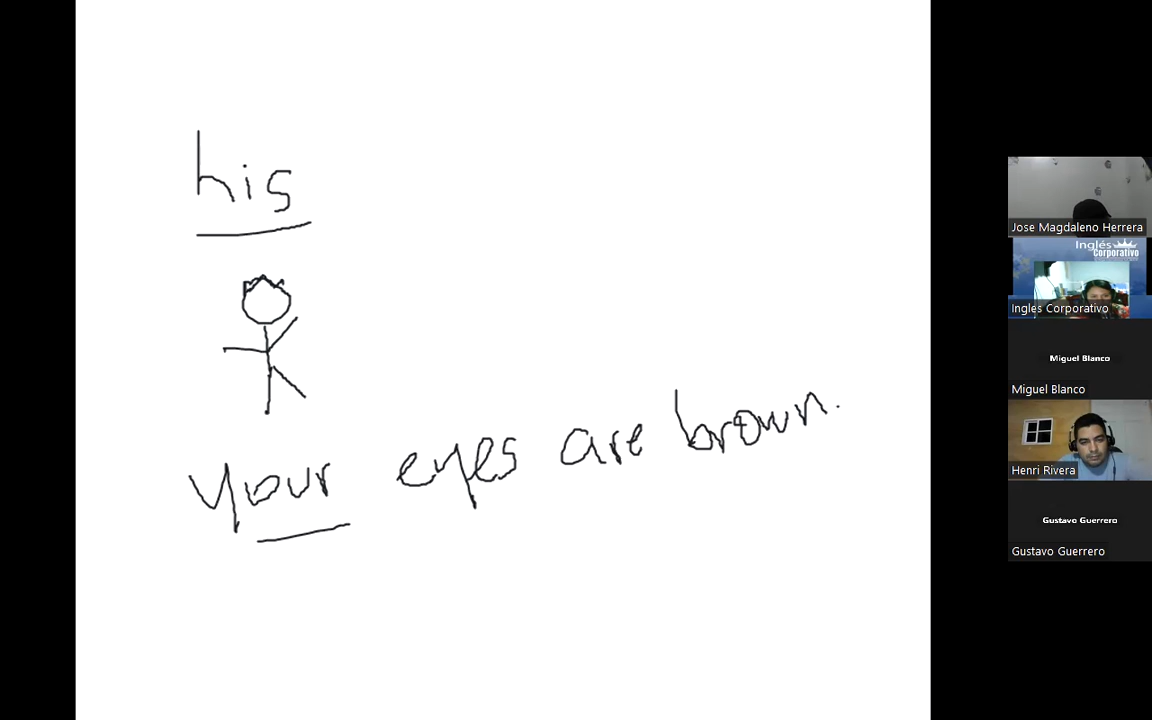 his
your eyes are brown.
Jose Magdaleno Herrera
Inglés
Corporativo
Ingles Corporativo
Miguel Blanco
Miguel Blanco
Henri Rivera
Gustavo Guerrero
Gustavo Guerrero